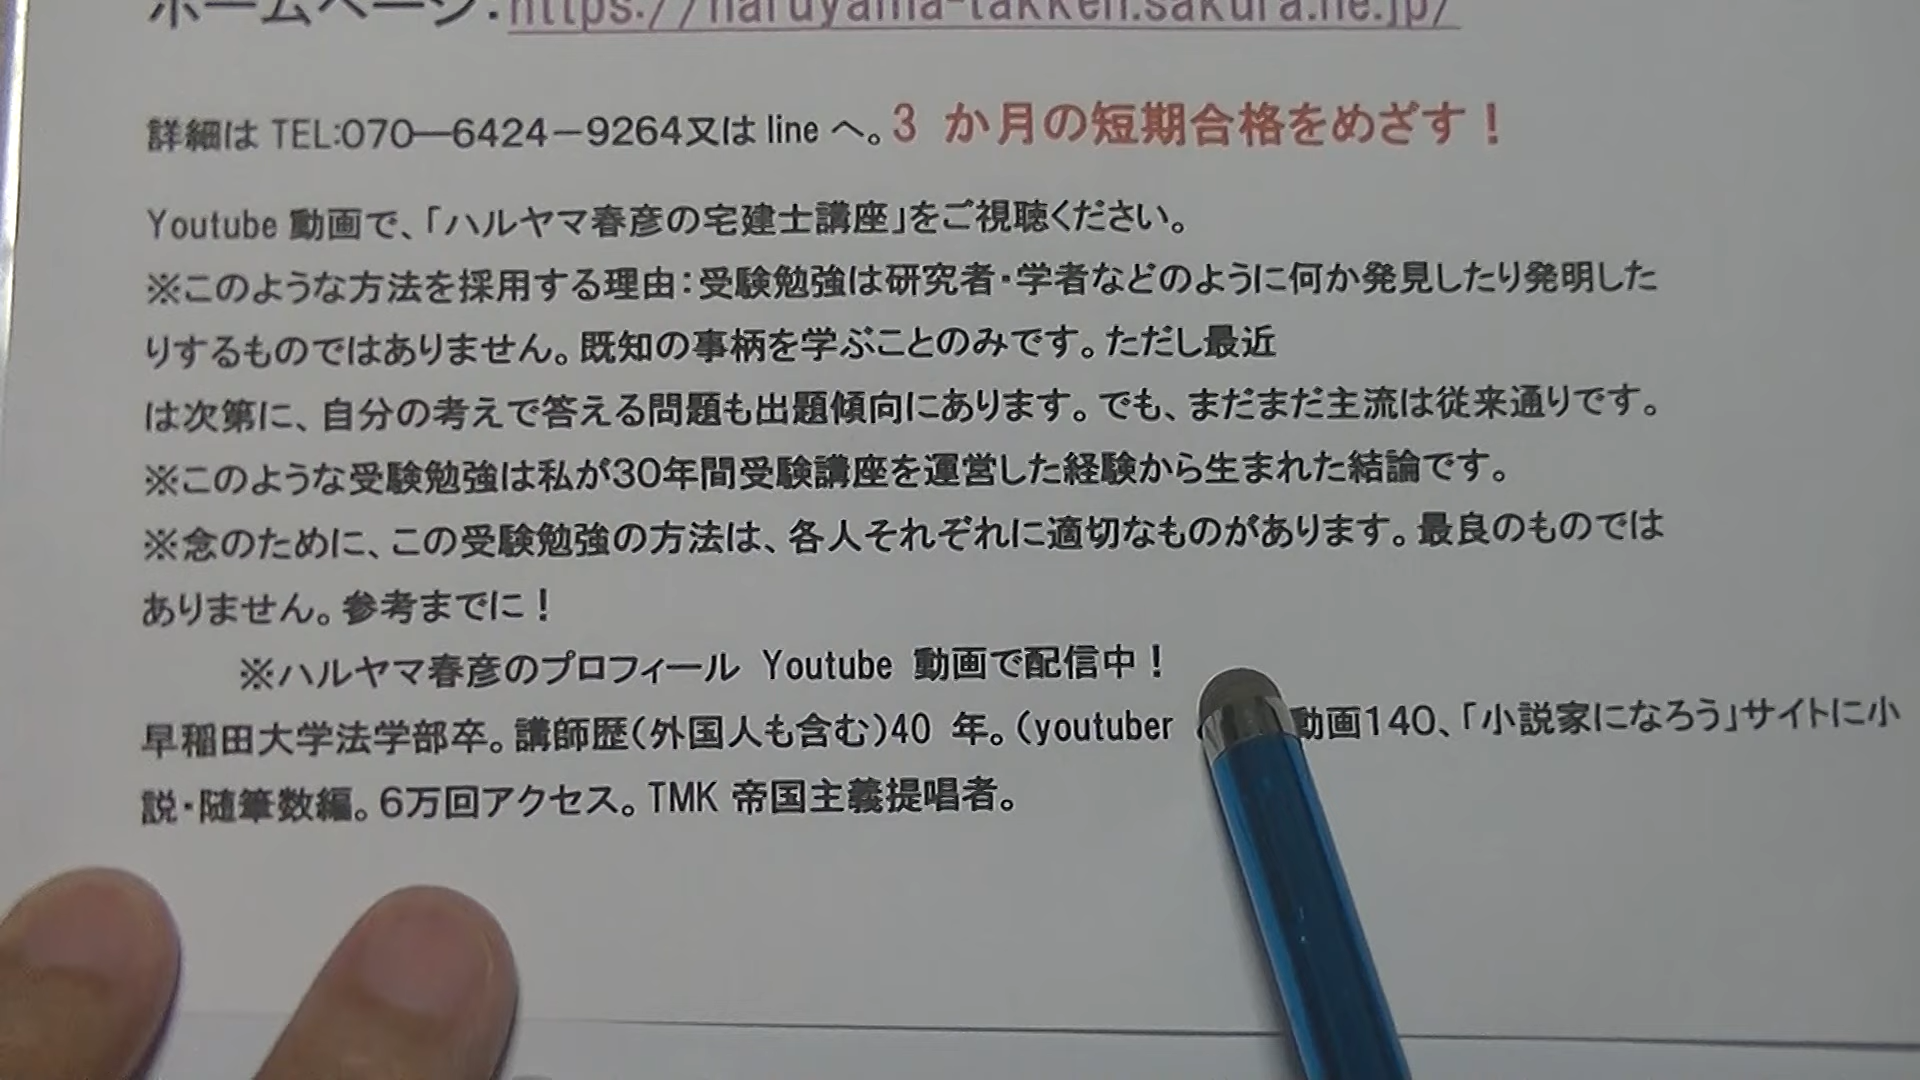 ホームページ:https://haruyama-takken.sakura.ne.jp/
詳細は TEL:070―6424－9264又は line へ。3 か月の短期合格をめざす！
Youtube 動画で、「ハルヤマ春彦の宅建士講座」をご視聴ください。
※このような方法を採用する理由：受験勉強は研究者・学者などのように何か発見したり発明した
りするものではありません。既知の事柄を学ぶことのみです。ただし最近
は次第に、自分の考えで答える問題も出題傾向にあります。でも、まだまだ主流は従来通りです。
※このような受験勉強は私が30年間受験講座を運営した経験から生まれた結論です。
※念のために、この受験勉強の方法は、各人それぞれに適切なものがあります。最良のものでは
ありません。参考までに！
※ハルヤマ春彦のプロフィール Youtube 動画で配信中！
早稲田大学法学部卒。講師歴（外国人も含む）40 年。（youtuber 動画140、「小説家になろう」サイトに小
説・随筆数編。6万回アクセス。TMK 帝国主義提唱者。